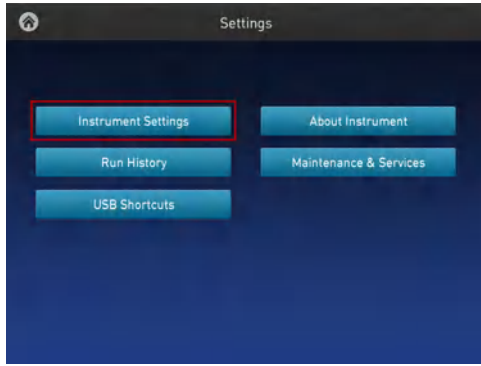 Settings
Instrument Settings
About Instrument
Run History
Maintenance & Services
USB Shortcuts